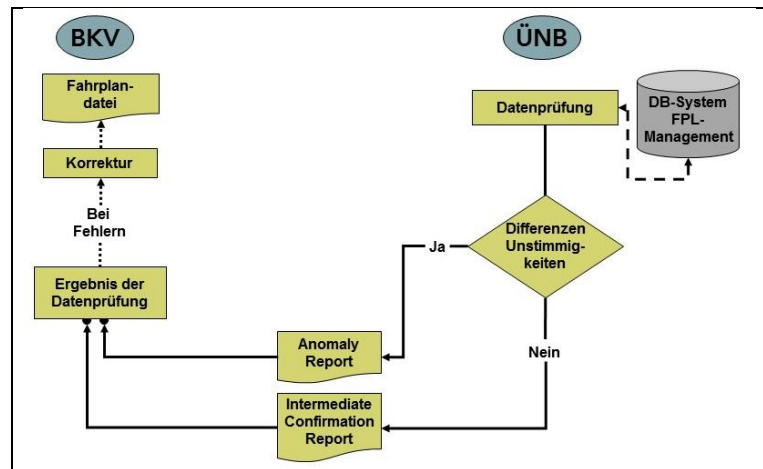 BKV
ÜNB
Fahrplan-
datei
Datenprüfung
DB-System
FPL-
Management
Korrektur
Bei
Fehlern
Differenzen
Unstimmig-
keiten
Ja
Ergebnis der
Datenprüfung
Anomaly
Report
Nein
Intermediate
Confirmation
Report